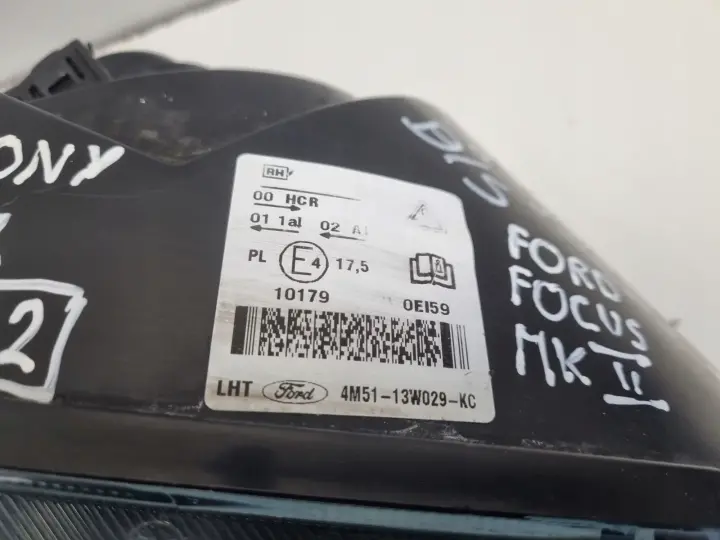 ONY
2
RH
00 HCR
01 1al 02 A
PL E4 17,5
10179 0EI59
LHT Ford 4M51-13W029-KC
FORD
FOCUS
MK II